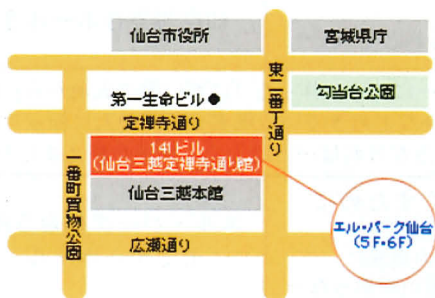 仙台市役所
宮城県庁
東二番丁通り
勾当台公園
第一生命ビル●
定禅寺通り
141ビル
(仙台三越定禅寺通り館)
仙台三越本館
一番町買物公園
エル・パーク仙台
(5F・6F)
広瀬通り